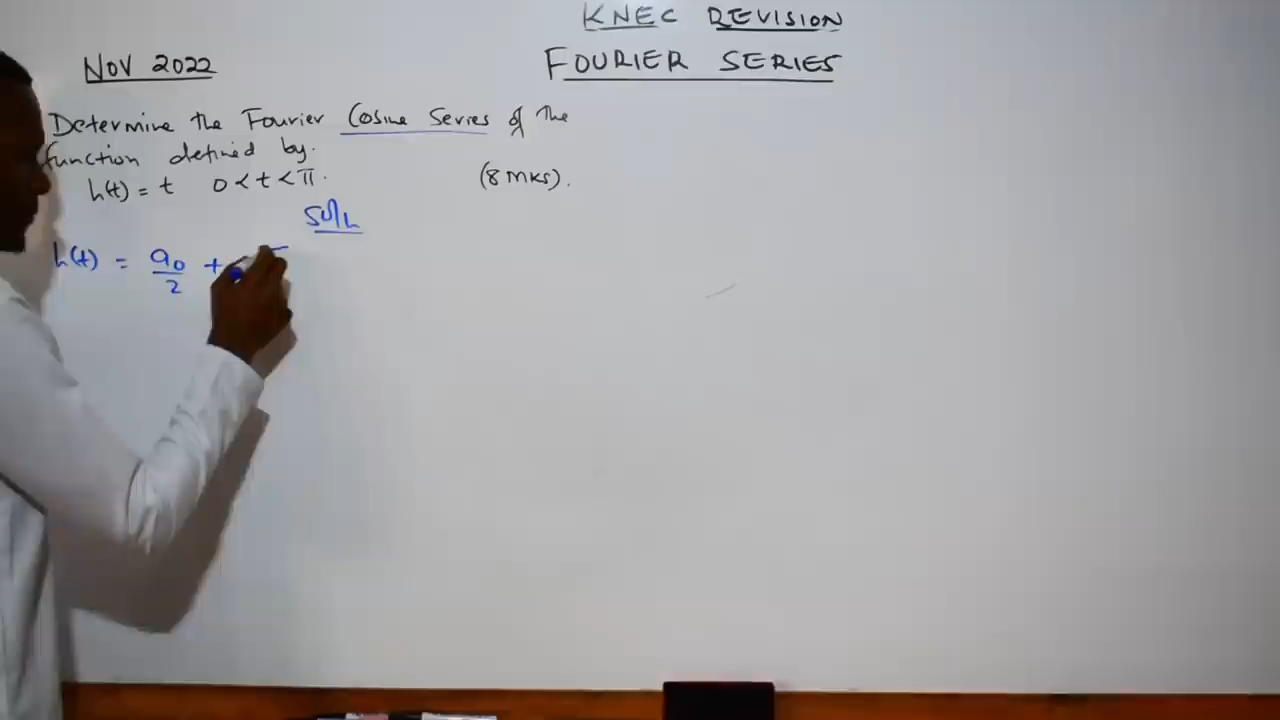 KNEC REVISION
FOURIER SERIES
NOV 2022
Determine the Fourier Cosine Series of the
function defined by.
h(t) = t 0 < t < π.
(8 mks).
Soln
h(t) = a₀/2 +